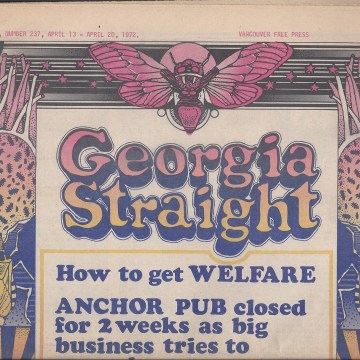 , NUMBER 237, APRIL 13 - APRIL 20, 1972.
VANCOUVER FREE PRESS
Georgia
Straight
How to get WELFARE
ANCHOR PUB closed
for 2 weeks as big
business tries to